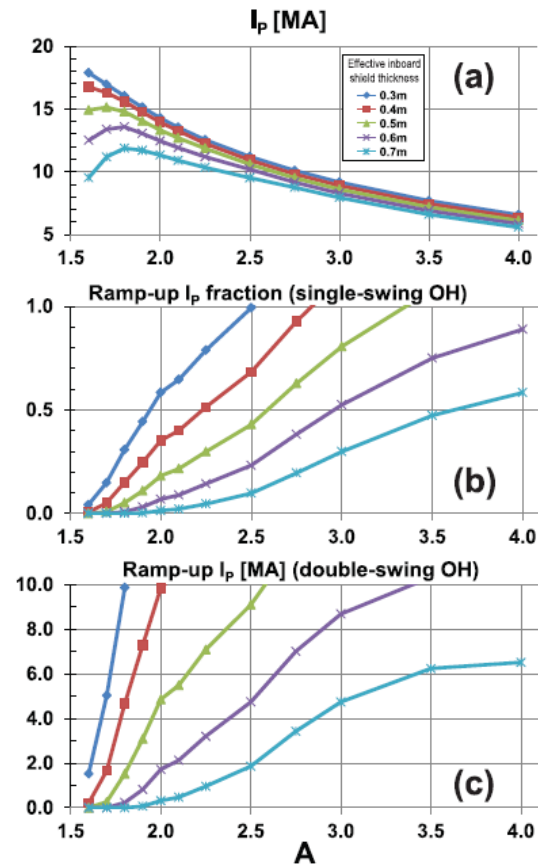 I_P [MA]
20
15
10
5
(a)
Effective inboard
shield thickness
0.3m
0.4m
0.5m
0.6m
0.7m
1.5 2.0 2.5 3.0 3.5 4.0
Ramp-up I_P fraction (single-swing OH)
1.0
0.5
0.0
(b)
1.5 2.0 2.5 3.0 3.5 4.0
Ramp-up I_P [MA] (double-swing OH)
10.0
8.0
6.0
4.0
2.0
0.0
(c)
1.5 2.0 2.5 3.0 3.5 4.0
A